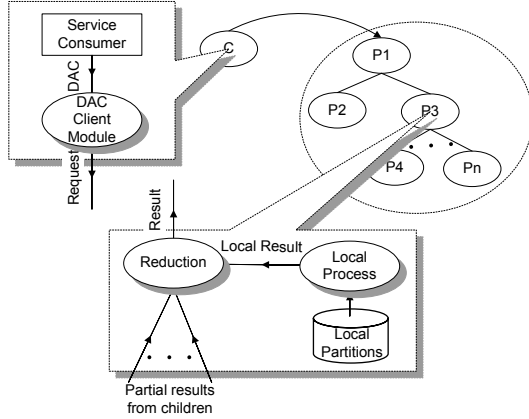 Service
Consumer
DAC
DAC
Client
Module
Request
C
P1
P2
P3
P4
Pn
Result
Reduction
Local Result
Local
Process
Local
Partitions
Partial results
from children